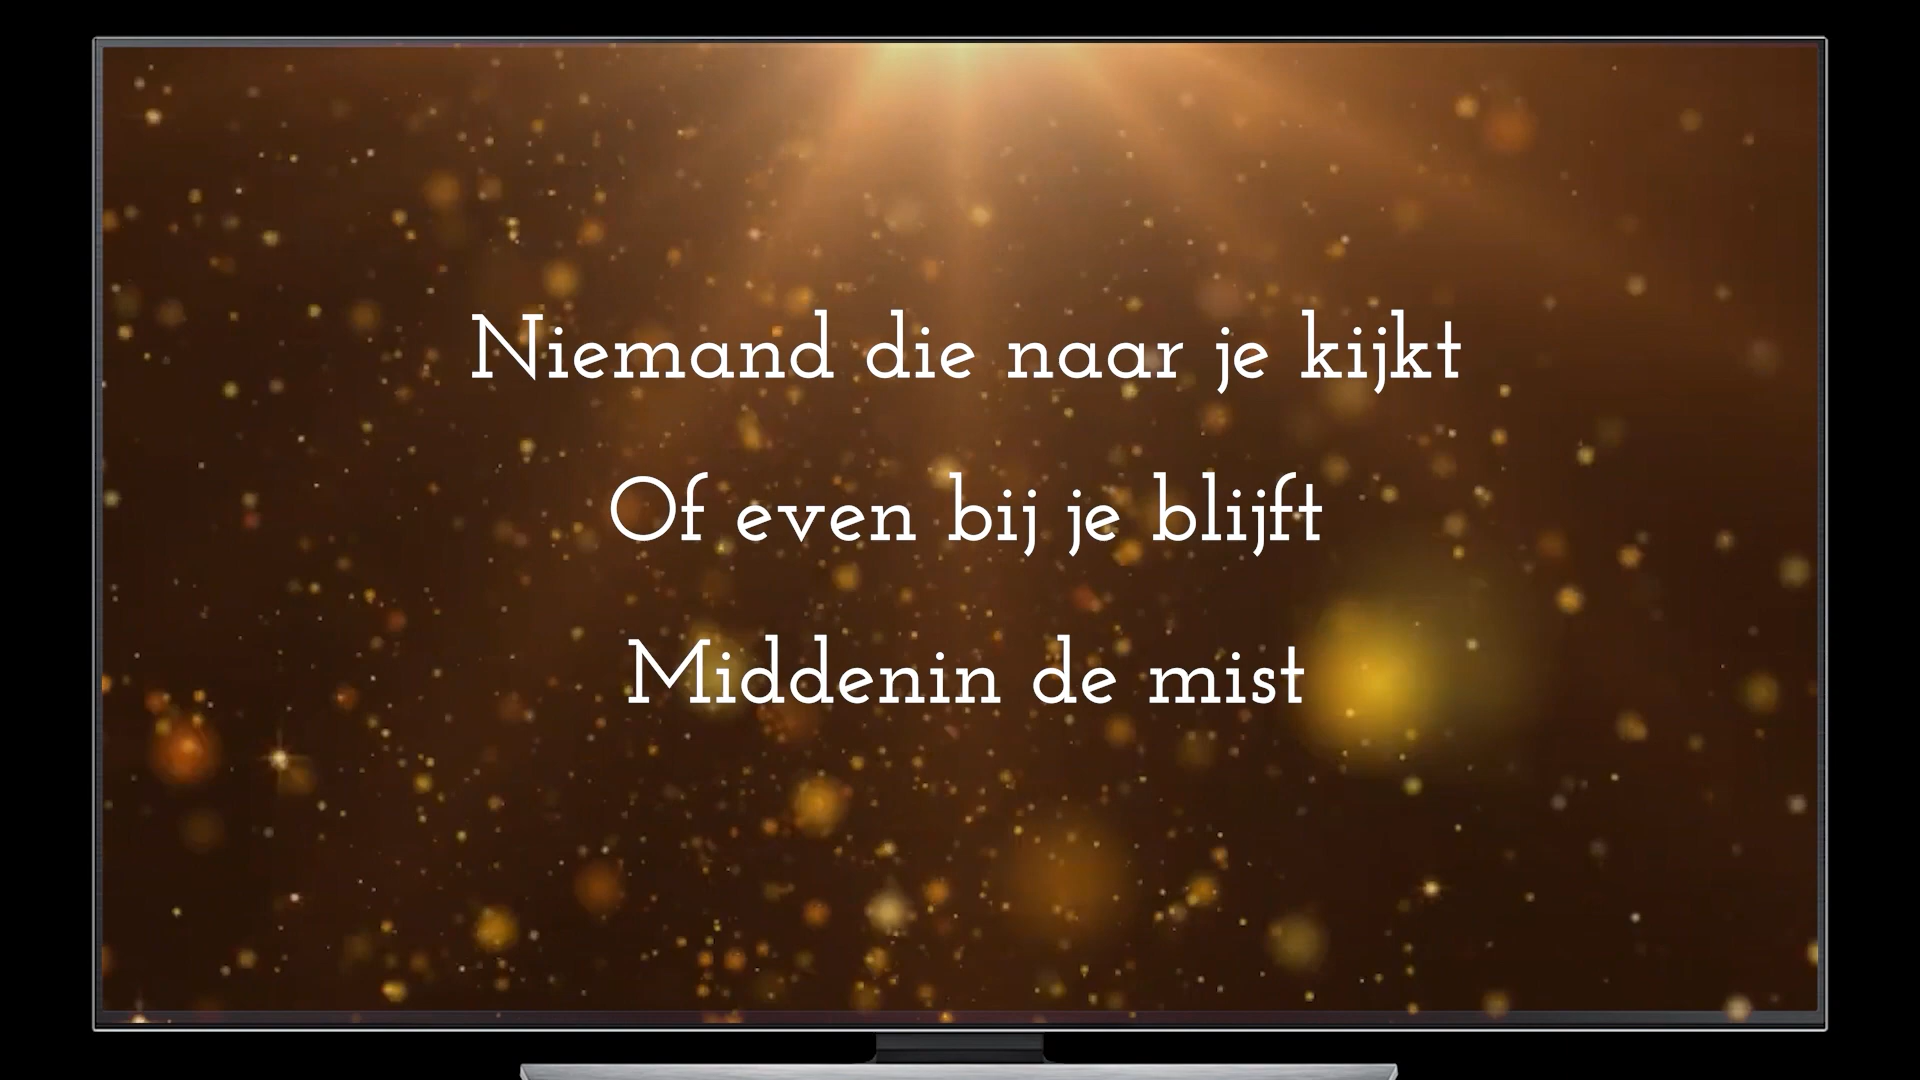 Niemand die naar je kijkt
Of even bij je blijft
Middenin de mist